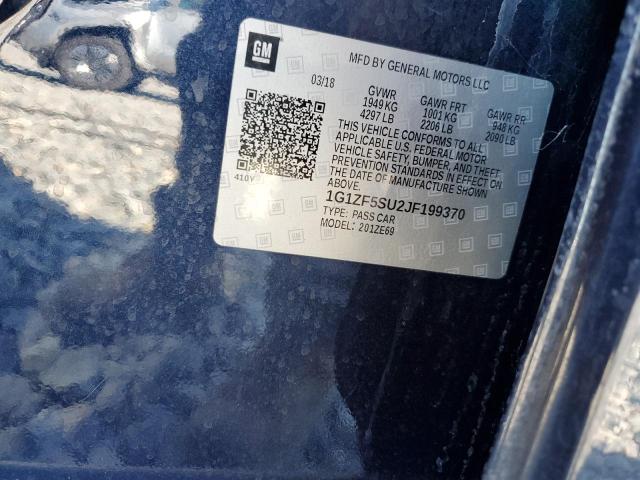 GM
MFD BY GENERAL MOTORS LLC
03/18
GVWR GAWR FRT GAWR RR
1949 KG 1001 KG 948 KG
4297 LB 2206 LB 2090 LB
THIS VEHICLE CONFORMS TO ALL
APPLICABLE U.S. FEDERAL MOTOR
VEHICLE SAFETY, BUMPER, AND THEFT
PREVENTION STANDARDS IN EFFECT ON
THE DATE OF MANUFACTURE SHOWN
ABOVE.
410Y
1G1ZF5SU2JF199370
TYPE: PASS CAR
MODEL: 201ZE69